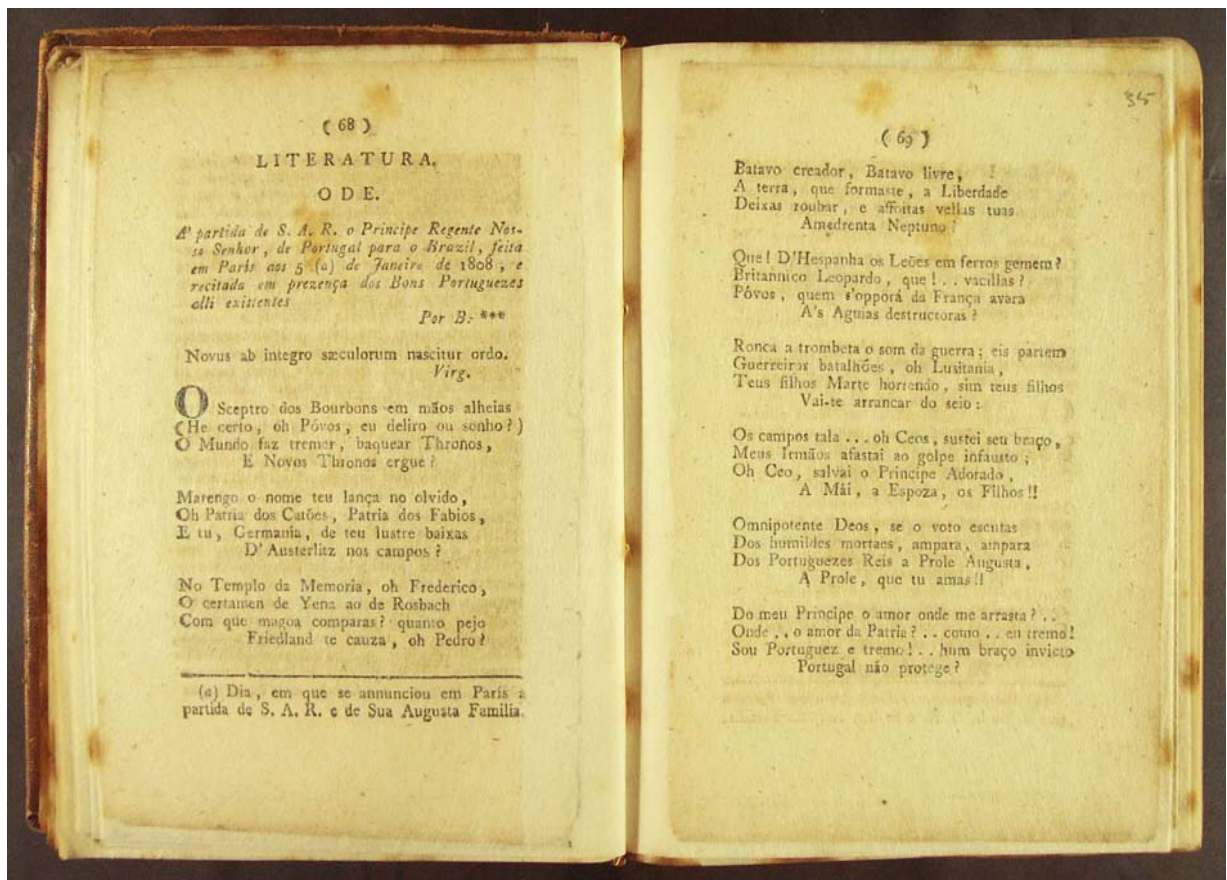 ( 68 )
LITERATURA.
ODE.
A' partida de S. A. R. o Principe Regente Nos-
so Senhor, de Portugal para o Brazil, feita
em Paris aos 5 (a) de Janeiro de 1808, e
recitada em prezença dos Bons Portuguezes
alli existentes
Por B. ***
Novus ab integro sæculorum nascitur ordo.
Virg.
O Sceptro dos Bourbons em mãos alheias
(He certo, oh Póvos, eu deliro ou sonho?)
O Mundo faz tremer, baquear Thronos,
E Novos Thronos ergue?
Marengo o nome teu lança no olvido,
Oh Patria dos Catões, Patria dos Fabios,
E tu, Germania, de teu lustre baixas
D'Austerlitz nos campos?
No Templo da Memoria, oh Frederico,
O certamen de Yena ao de Rosbach
Com que magoa comparas? quanto pejo
Friedland te cauza, oh Pedro?
(a) Dia, em que se annunciou em Paris a
partida de S. A. R. e de Sua Augusta Familia.
35
( 69 )
Batavo creador, Batavo livre,
A terra, que formaste, a Liberdade
Deixas roubar, e affoitas vellas tuas
Amedrenta Neptuno?
Que! D'Hespanha os Leões em ferros gemem?
Britannico Leopardo, que!.. vacillas?
Póvos, quem s'opporá da França avara
A's Aguias destructoras?
Ronca a trombeta o som da guerra; eis partem
Guerreiros batalhões, oh Lusitania,
Teus filhos Marte horrendo, sim teus filhos
Vai-te arrancar do seio:
Os campos tala ... oh Ceos, sustei seu braço,
Meus Irmãos afastai ao golpe infausto;
Oh Ceo, salvai o Principe Adorado,
A Mái, a Espoza, os Filhos!!
Omnipotente Deos, se o voto escutas
Dos humildes mortaes, ampara, ampara
Dos Portuguezes Reis a Prole Augusta,
A Prole, que tu amas!!
Do meu Principe o amor onde me arrasta?..
Onde .. o amor da Patria?.. como .. eu tremo!
Sou Portuguez e tremo!.. hum braço invicto
Portugal não protege?